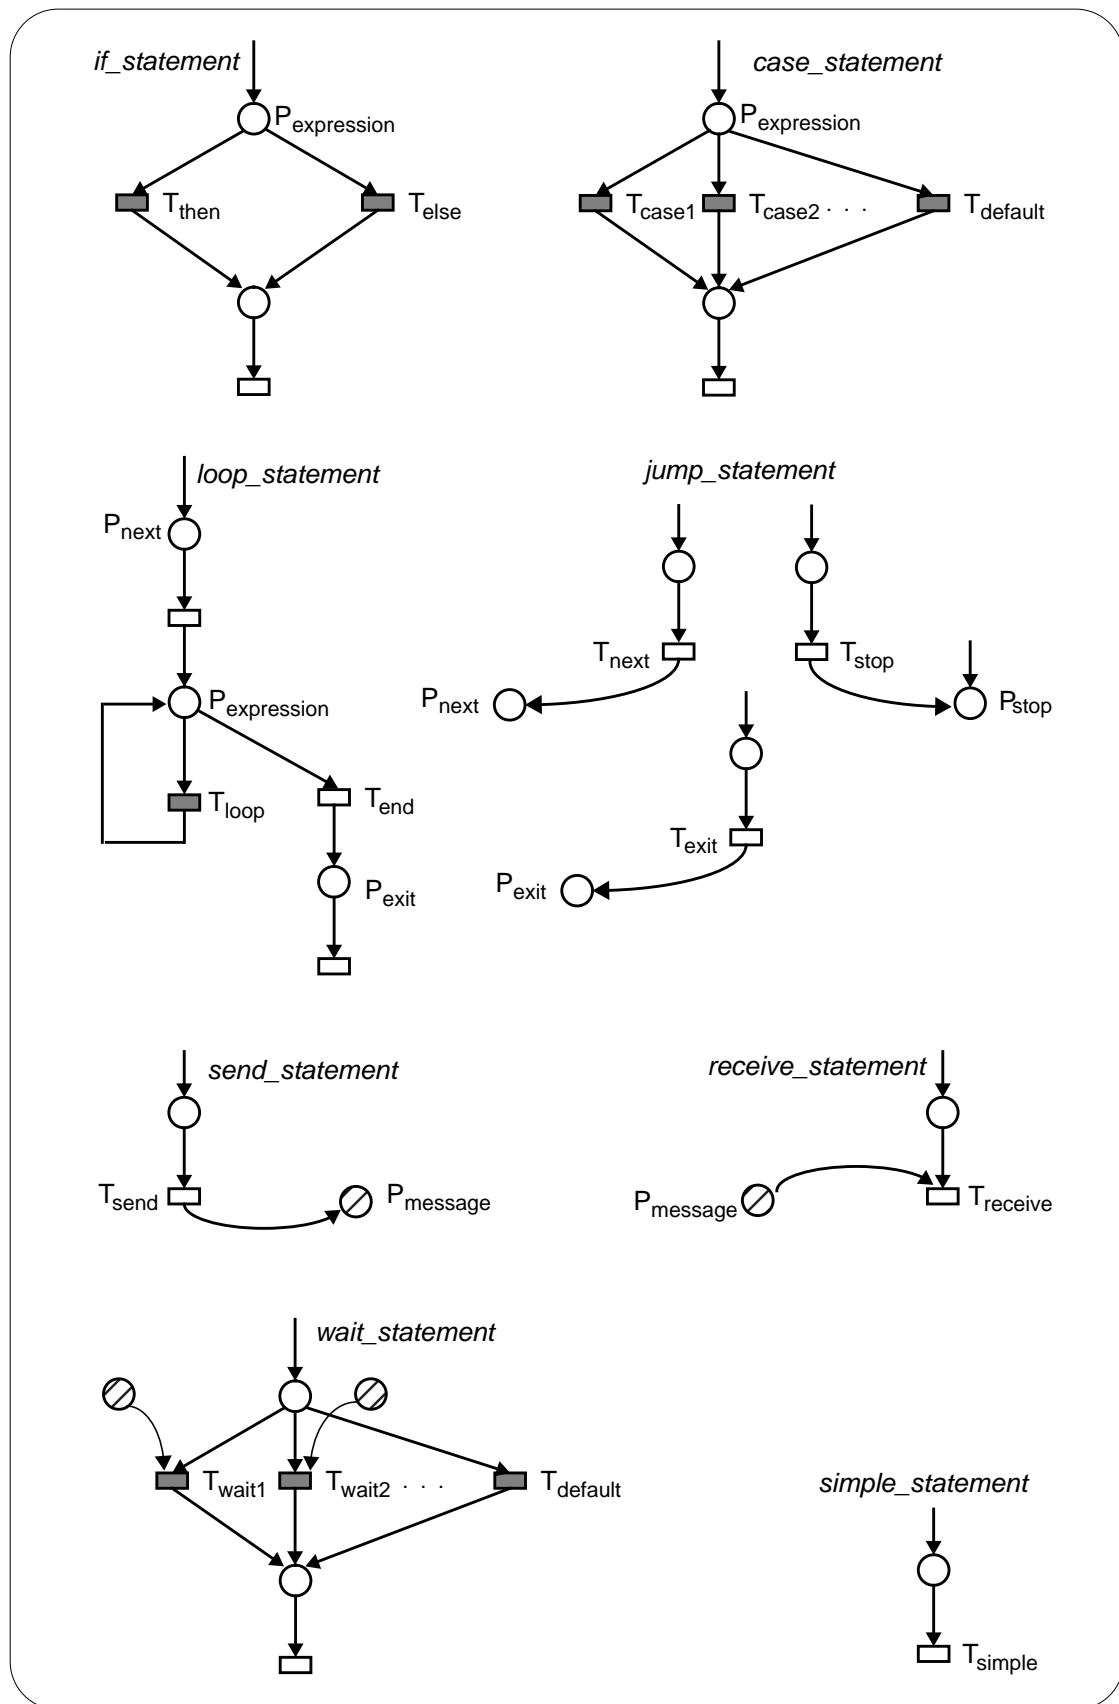 if_statement
case_statement
Pexpression
Pexpression
Tthen
Telse
Tcase1
Tcase2 . . .
Tdefault
loop_statement
jump_statement
Pnext
Tnext
Tstop
Pnext
Pstop
Pexpression
Tloop
Tend
Texit
Pexit
Pexit
send_statement
receive_statement
Tsend
Pmessage
Pmessage
Treceive
wait_statement
Twait1
Twait2 . . .
Tdefault
simple_statement
Tsimple